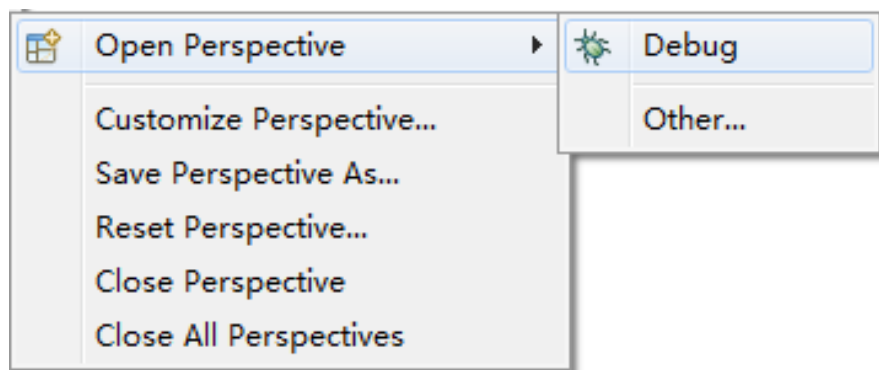 Open Perspective
Debug
Other...
Customize Perspective...
Save Perspective As...
Reset Perspective...
Close Perspective
Close All Perspectives